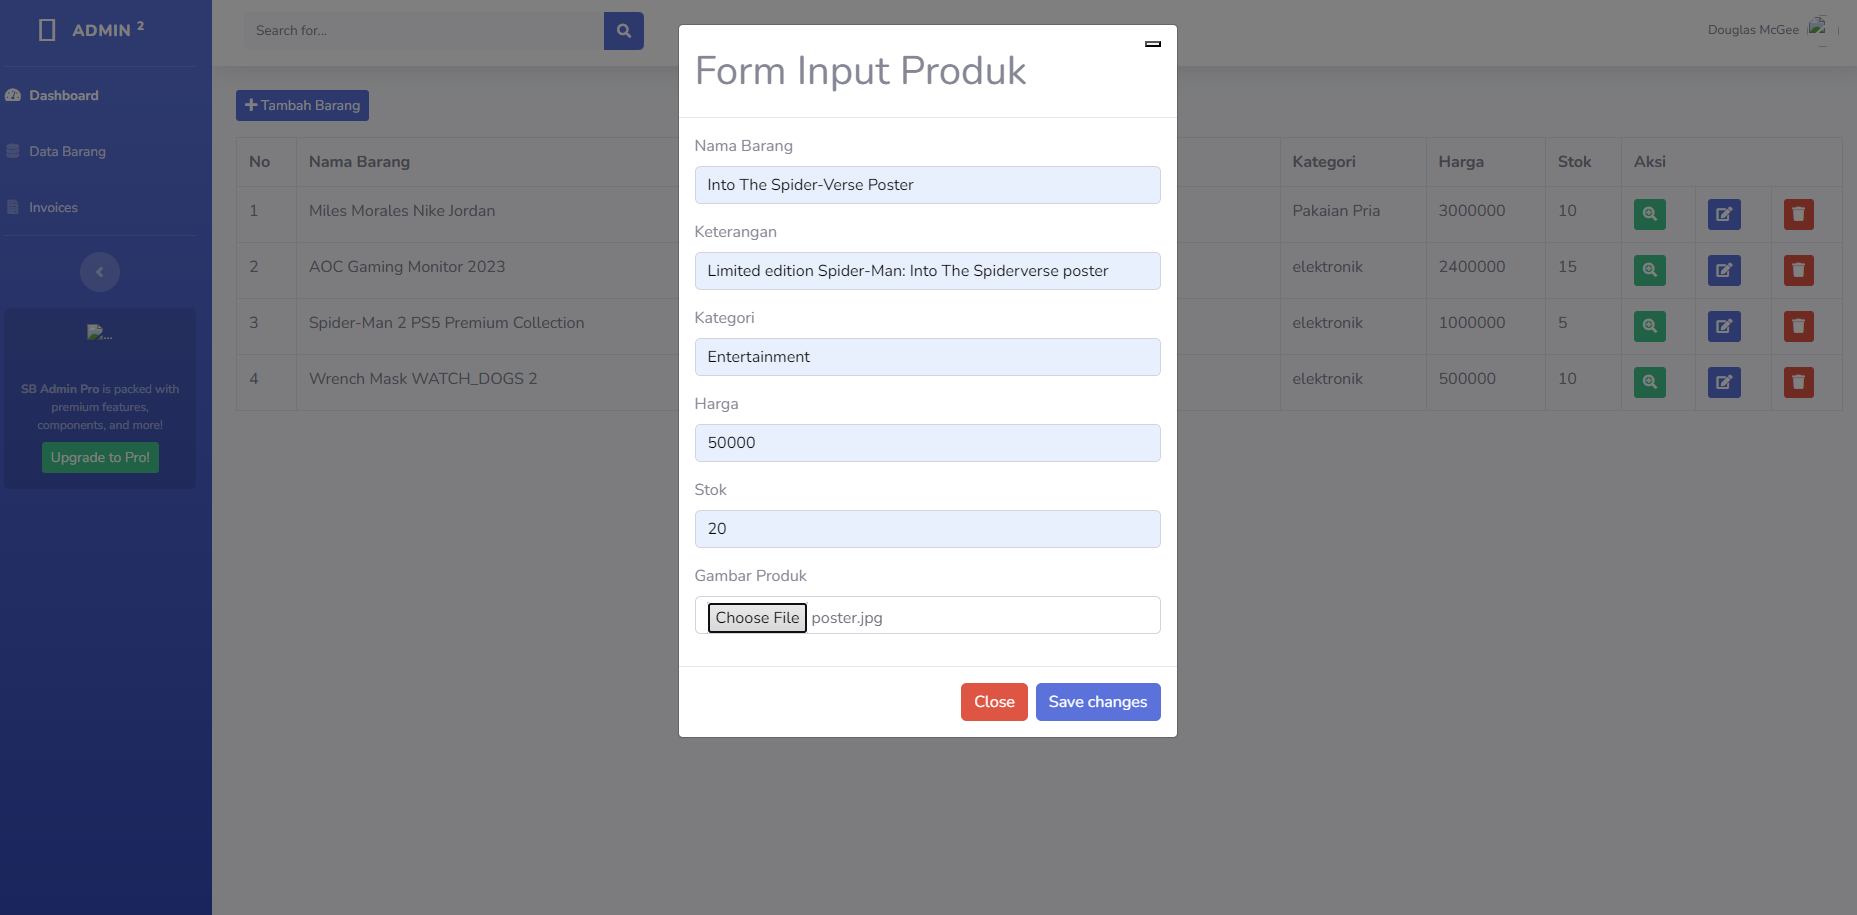 ADMIN 2
Dashboard
Data Barang
Invoices
...
SB Admin Pro is packed with
premium features,
components, and more!
Upgrade to Pro!
Search for...
Douglas McGee
Tambah Barang
No Nama Barang Kategori Harga Stok Aksi
1 Miles Morales Nike Jordan Pakaian Pria 3000000 10
2 AOC Gaming Monitor 2023 elektronik 2400000 15
3 Spider-Man 2 PS5 Premium Collection elektronik 1000000 5
4 Wrench Mask WATCH_DOGS 2 elektronik 500000 10
Form Input Produk
Nama Barang
Into The Spider-Verse Poster
Keterangan
Limited edition Spider-Man: Into The Spiderverse poster
Kategori
Entertainment
Harga
50000
Stok
20
Gambar Produk
Choose File poster.jpg
Close Save changes